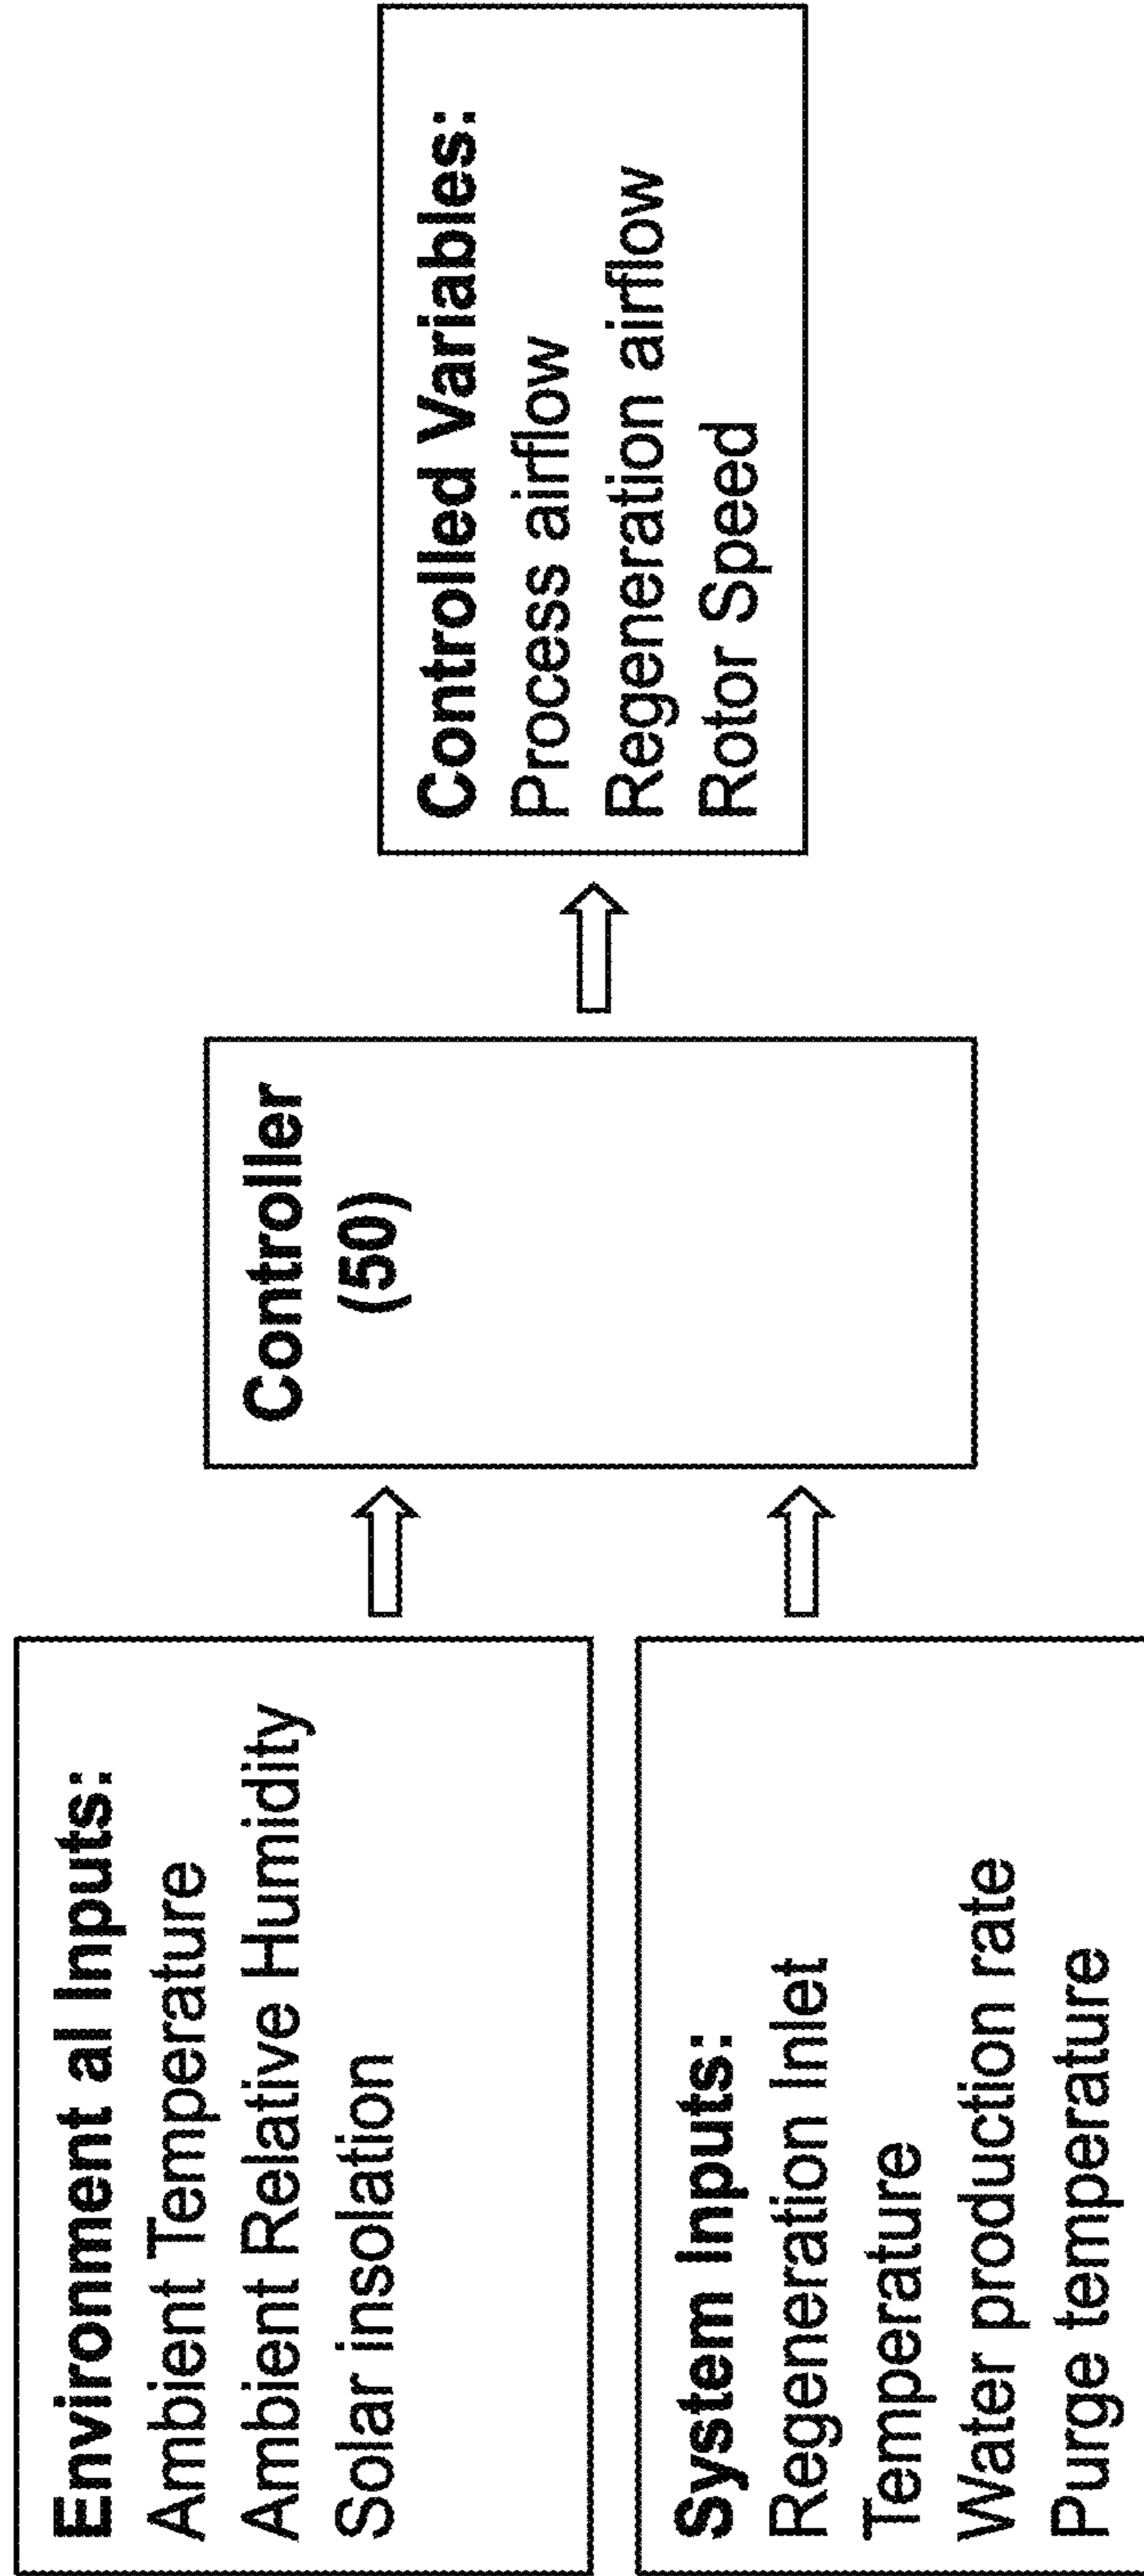 Environment al Inputs:
Ambient Temperature
Ambient Relative Humidity
Solar insolation
System Inputs:
Regeneration Inlet
Temperature
Water production rate
Purge temperature
Controller
(50)
Controlled Variables:
Process airflow
Regeneration airflow
Rotor Speed